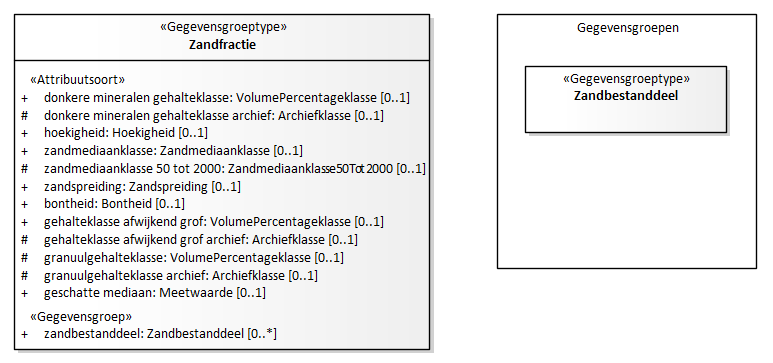 «Gegevensgroeptype»
Zandfractie
«Attribuutsoort»
+ donkere mineralen gehalteklasse: VolumePercentageklasse [0..1]
# donkere mineralen gehalteklasse archief: Archiefklasse [0..1]
+ hoekigheid: Hoekigheid [0..1]
+ zandmediaanklasse: Zandmediaanklasse [0..1]
# zandmediaanklasse 50 tot 2000: Zandmediaanklasse50Tot2000 [0..1]
+ zandspreiding: Zandspreiding [0..1]
+ bontheid: Bontheid [0..1]
+ gehalteklasse afwijkend grof: VolumePercentageklasse [0..1]
# gehalteklasse afwijkend grof archief: Archiefklasse [0..1]
# granuulgehalteklasse: VolumePercentageklasse [0..1]
# granuulgehalteklasse archief: Archiefklasse [0..1]
+ geschatte mediaan: Meetwaarde [0..1]
«Gegevensgroep»
+ zandbestanddeel: Zandbestanddeel [0..*]
Gegevensgroepen
«Gegevensgroeptype»
Zandbestanddeel